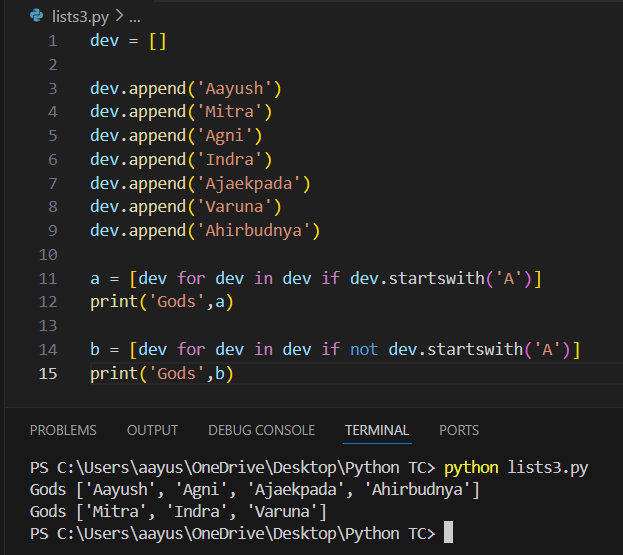 lists3.py > ...
1 dev = []
2
3 dev.append('Aayush')
4 dev.append('Mitra')
5 dev.append('Agni')
6 dev.append('Indra')
7 dev.append('Ajaekpada')
8 dev.append('Varuna')
9 dev.append('Ahirbudnya')
10
11 a = [dev for dev in dev if dev.startswith('A')]
12 print('Gods',a)
13
14 b = [dev for dev in dev if not dev.startswith('A')]
15 print('Gods',b)
PROBLEMS OUTPUT DEBUG CONSOLE TERMINAL PORTS
PS C:\Users\aayus\OneDrive\Desktop\Python TC> python lists3.py
Gods ['Aayush', 'Agni', 'Ajaekpada', 'Ahirbudnya']
Gods ['Mitra', 'Indra', 'Varuna']
PS C:\Users\aayus\OneDrive\Desktop\Python TC>